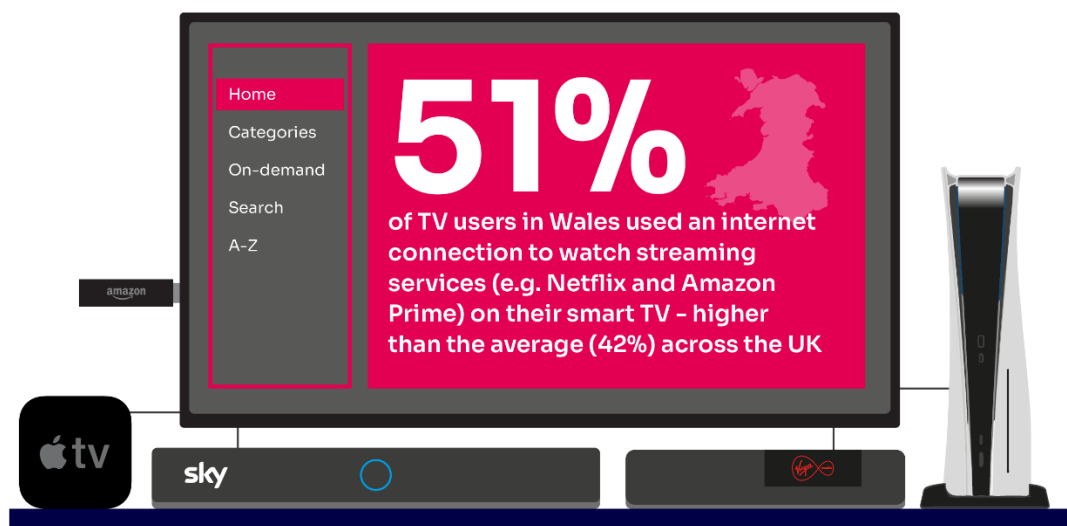 Home
Categories
On-demand
Search
A-Z
51%
of TV users in Wales used an internet
connection to watch streaming
services (e.g. Netflix and Amazon
Prime) on their smart TV - higher
than the average (42%) across the UK
amazon
tv
sky
Virgin